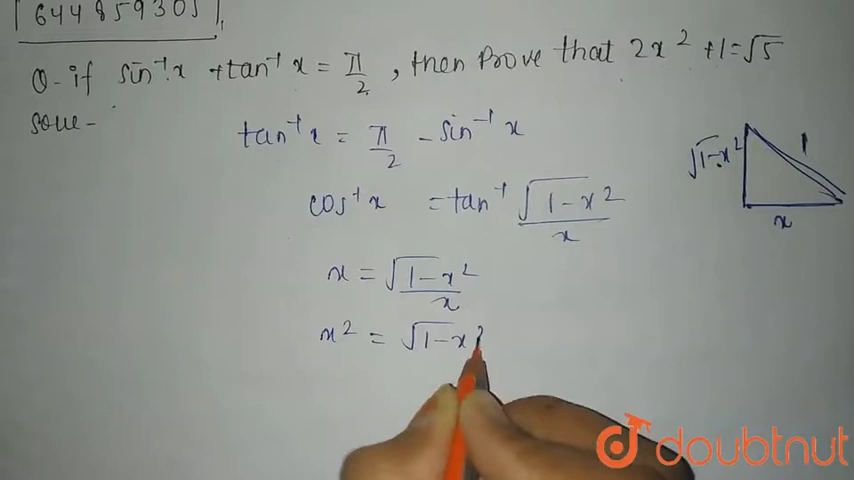 644859305
Q- if sin⁻¹x + tan⁻¹x = π/2, then Prove that 2x² + 1 = √5
Soue -
tan⁻¹x = π/2 - sin⁻¹x
cos⁻¹x = tan⁻¹ √1-x²/x
x = √1-x²/x
x² = √1-x²
√1-x²
1
x
doubtnut